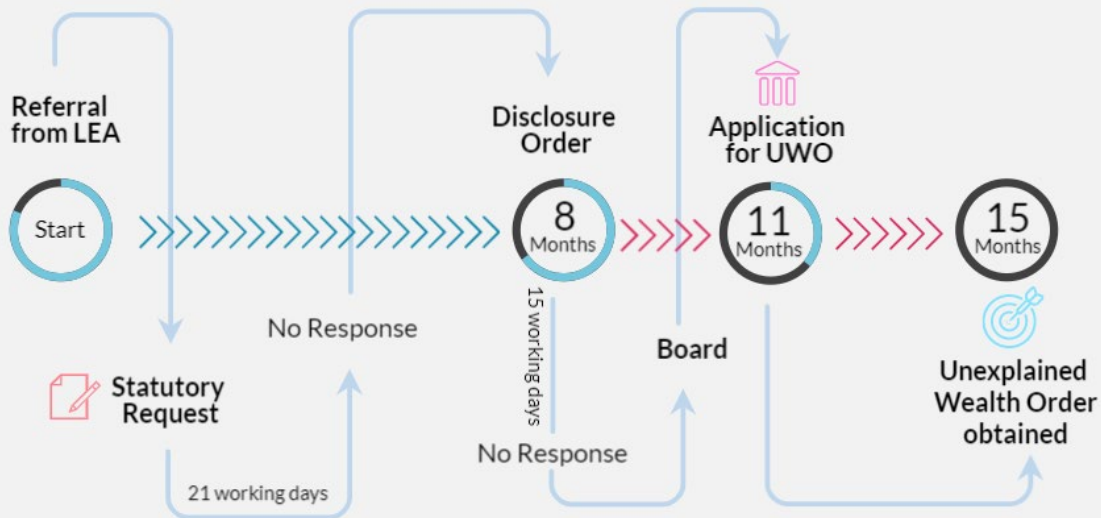 Referral
from LEA
Start
Statutory
Request
21 working days
No Response
Disclosure
Order
8
Months
15 working days
No Response
Board
Application
for UWO
11
Months
15
Months
Unexplained
Wealth Order
obtained